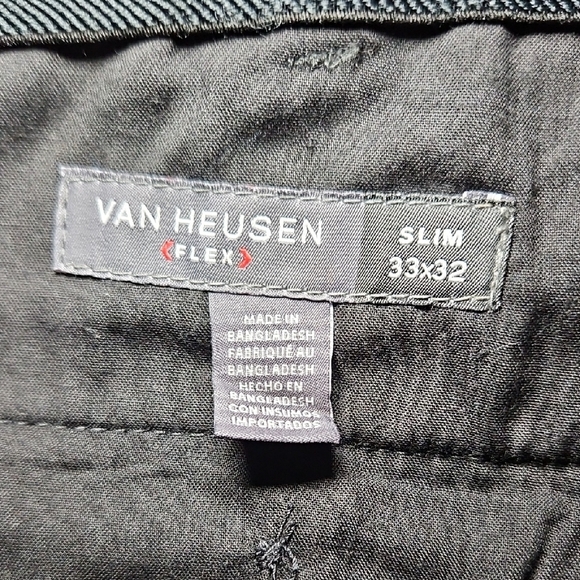 VAN HEUSEN
FLEX
SLIM
33x32
MADE IN
BANGLADESH
FABRIQUÉ AU
BANGLADESH
HECHO EN
BANGLADESH
CON INSUMOS
IMPORTADOS